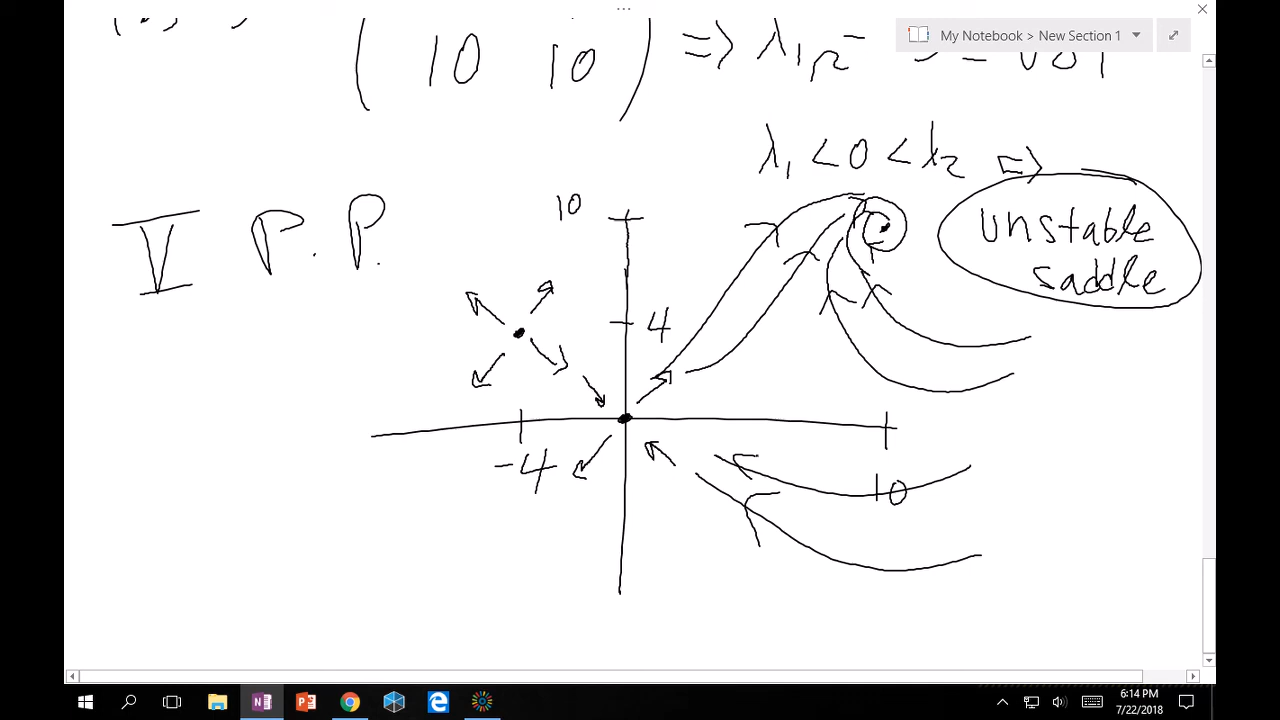 My Notebook > New Section 1
10 10 ⇒ λ1,2 =
λ1 < 0 < λ2 ⇒
unstable
saddle
V P.P.
10
4
-4
10
6:14 PM
7/22/2018